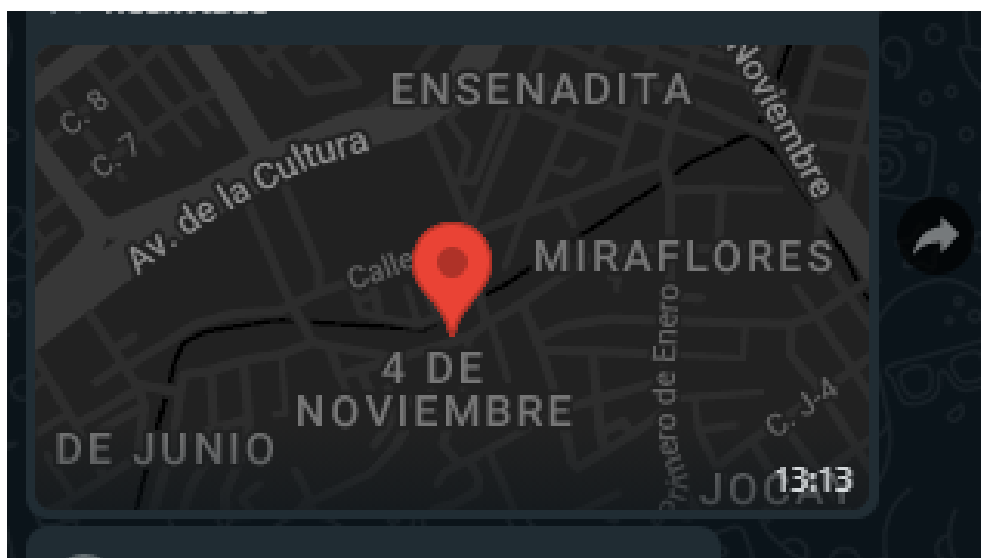 ENSENADITA
Noviembre
C. 8
C. 7
Av. de la Cultura
Calle
MIRAFLORES
Primero de Enero
4 DE
NOVIEMBRE
C. J-4
DE JUNIO
13:13